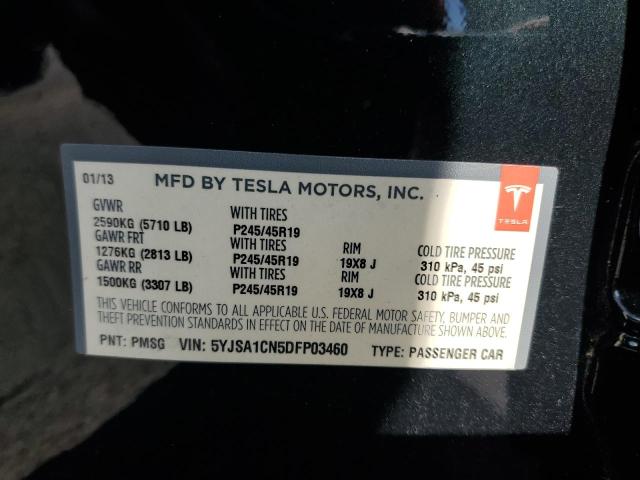 01/13 MFD BY TESLA MOTORS, INC.
TESLA
GVWR WITH TIRES
2590KG (5710 LB) P245/45R19
GAWR FRT WITH TIRES RIM COLD TIRE PRESSURE
1276KG (2813 LB) P245/45R19 19X8 J 310 kPa, 45 psi
GAWR RR WITH TIRES RIM COLD TIRE PRESSURE
1500KG (3307 LB) P245/45R19 19X8 J 310 kPa, 45 psi
THIS VEHICLE CONFORMS TO ALL APPLICABLE U.S. FEDERAL MOTOR SAFETY, BUMPER AND
THEFT PREVENTION STANDARDS IN EFFECT ON THE DATE OF MANUFACTURE SHOWN ABOVE.
PNT: PMSG VIN: 5YJSA1CN5DFP03460 TYPE: PASSENGER CAR